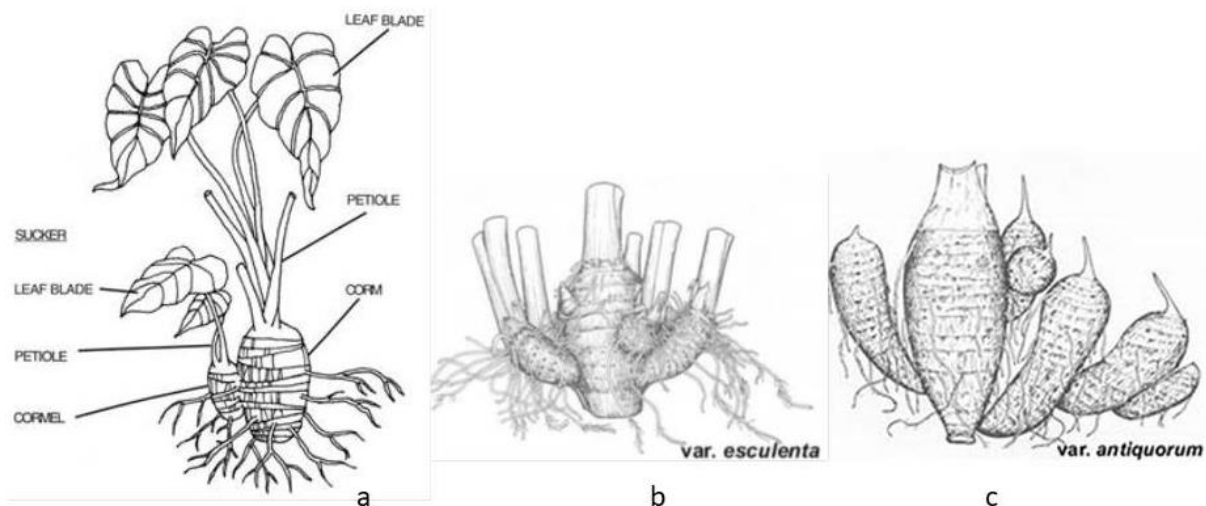 LEAF BLADE
PETIOLE
SUCKER
LEAF BLADE
CORM
PETIOLE
CORMEL
var. esculenta
var. antiquorum
a
b
c